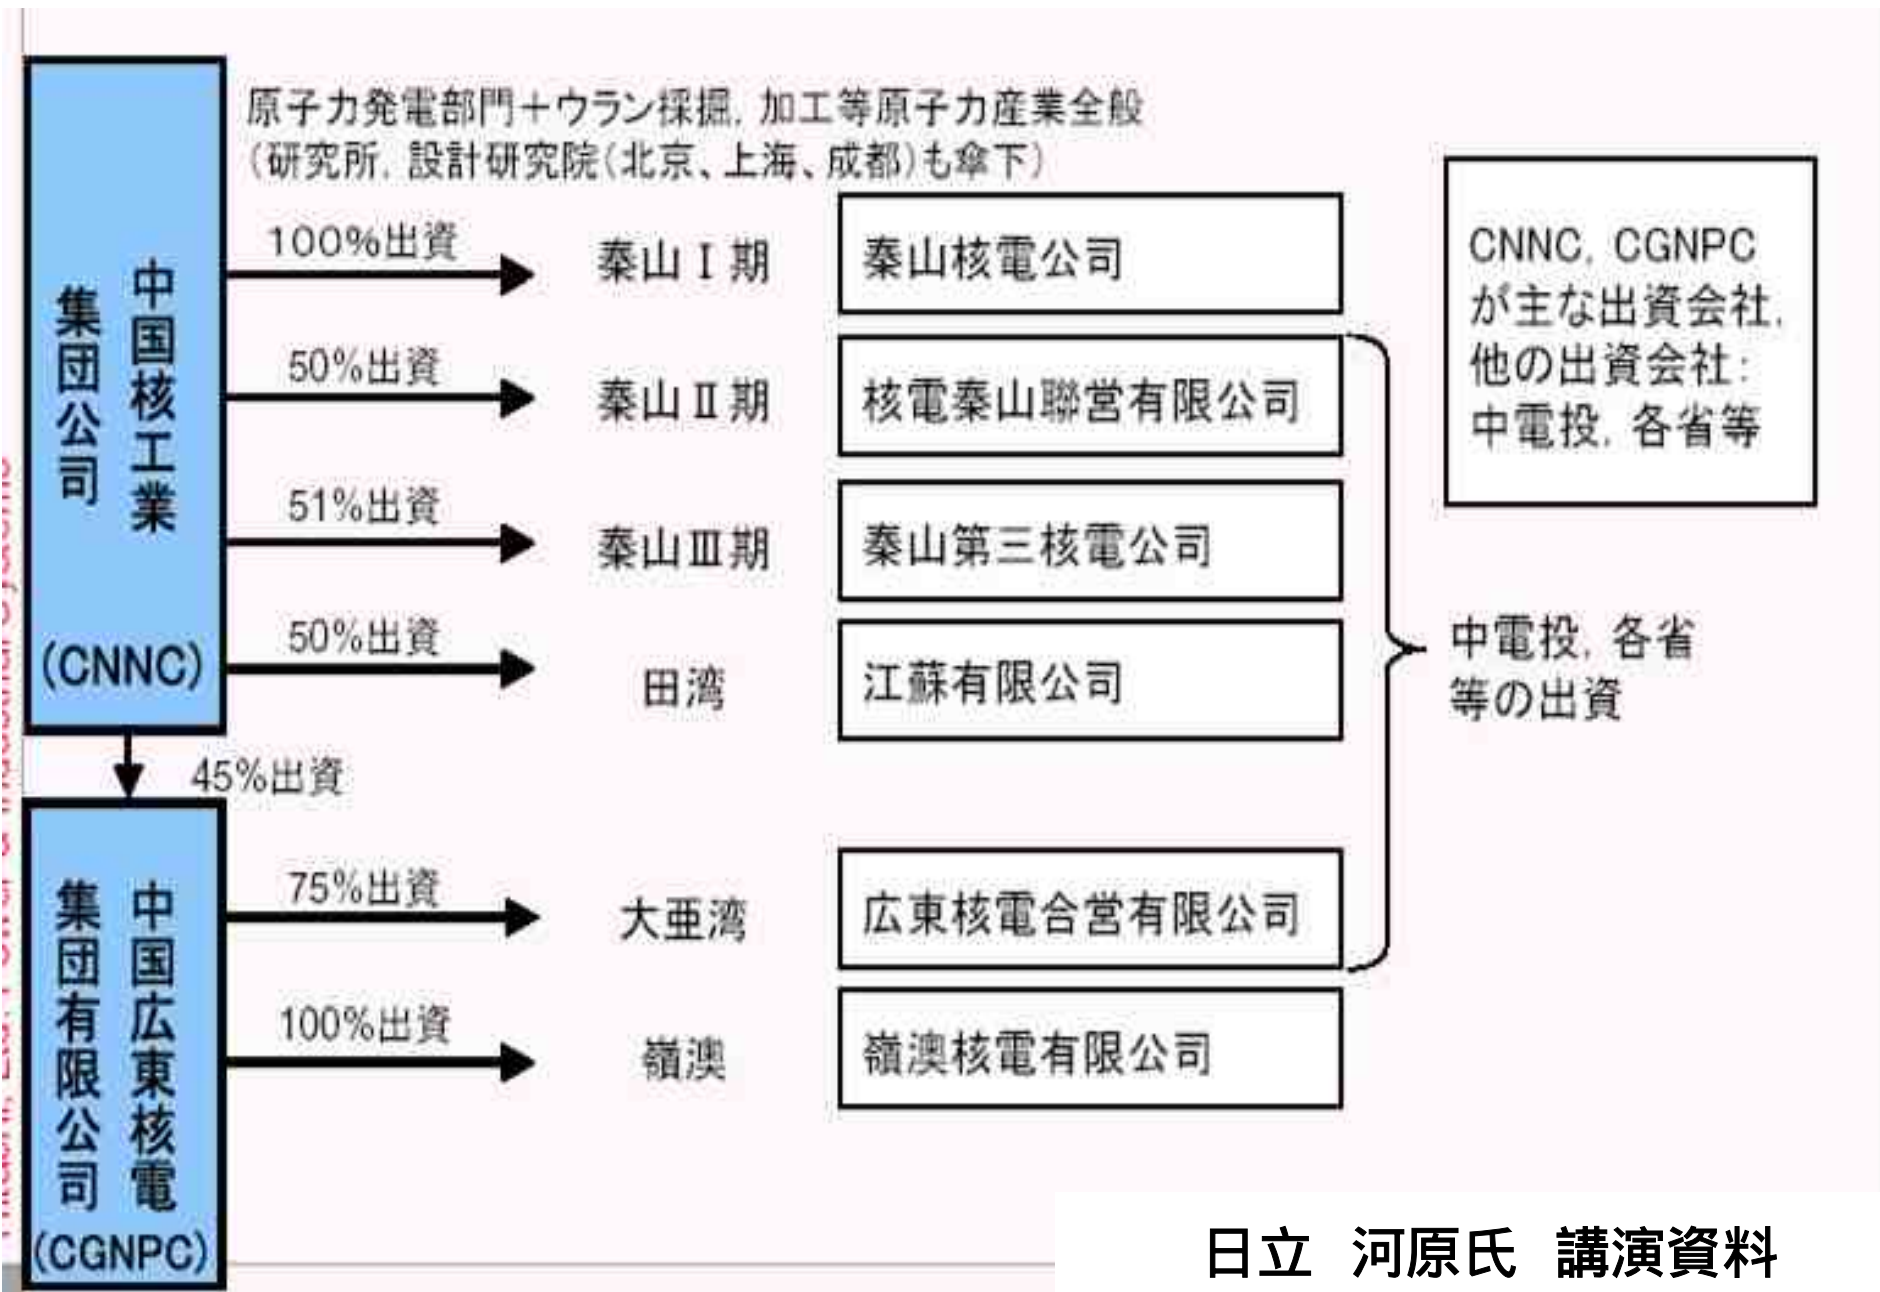 中国核工業
集団公司
(CNNC)
原子力発電部門＋ウラン採掘, 加工等原子力産業全般
(研究所, 設計研究院(北京、上海、成都)も傘下)
100%出資
秦山Ⅰ期
秦山核電公司
50%出資
秦山Ⅱ期
核電秦山聯営有限公司
51%出資
秦山Ⅲ期
秦山第三核電公司
50%出資
田湾
江蘇有限公司
CNNC, CGNPC
が主な出資会社,
他の出資会社:
中電投, 各省等
中電投, 各省
等の出資
45%出資
中国広東核電
集団有限公司
(CGNPC)
75%出資
大亜湾
広東核電合営有限公司
100%出資
嶺澳
嶺澳核電有限公司
日立　河原氏　講演資料